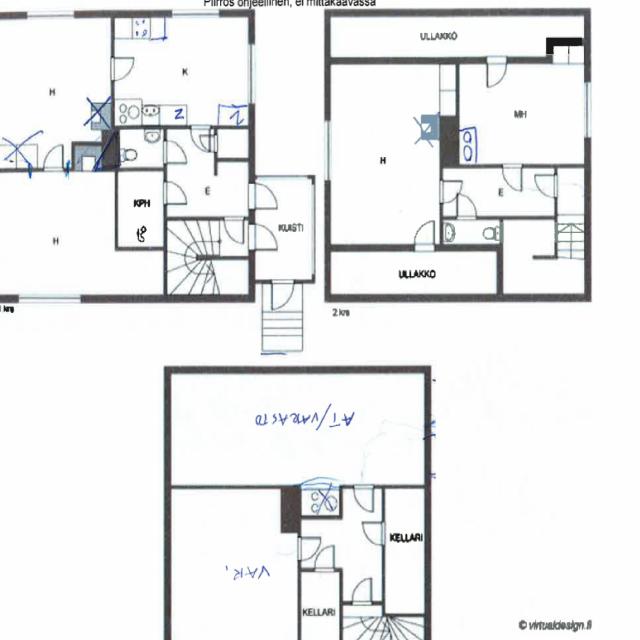 Piirros ohjeellinen, ei mittakaavassa
ULLAKKO
H
K
MH
H
N
KPH
E
E
H
KUISTI
ULLAKKO
1 krs
2 krs
AT/VARASTO
VAR,
KELLARI
KELLARI
© virtualdesign.fi